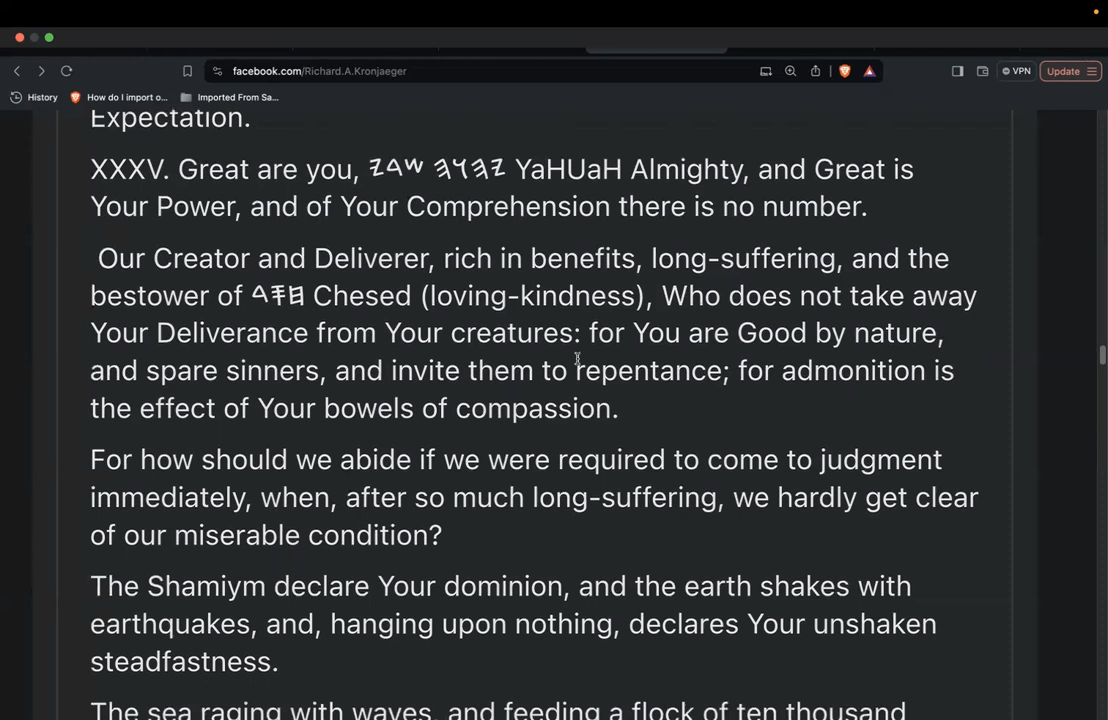 facebook.com/Richard.A.Kronjaeger
VPN
Update
History
How do I import o...
Imported From Sa...
Expectation.
XXXV. Great are you, 𐤉𐤄𐤅𐤄 𐤔𐤃𐤉 YaHUaH Almighty, and Great is
Your Power, and of Your Comprehension there is no number.
Our Creator and Deliverer, rich in benefits, long-suffering, and the
bestower of 𐤇𐤎𐤃 Chesed (loving-kindness), Who does not take away
Your Deliverance from Your creatures: for You are Good by nature,
and spare sinners, and invite them to repentance; for admonition is
the effect of Your bowels of compassion.
For how should we abide if we were required to come to judgment
immediately, when, after so much long-suffering, we hardly get clear
of our miserable condition?
The Shamiym declare Your dominion, and the earth shakes with
earthquakes, and, hanging upon nothing, declares Your unshaken
steadfastness.
The sea raging with waves, and feeding a flock of ten thousand